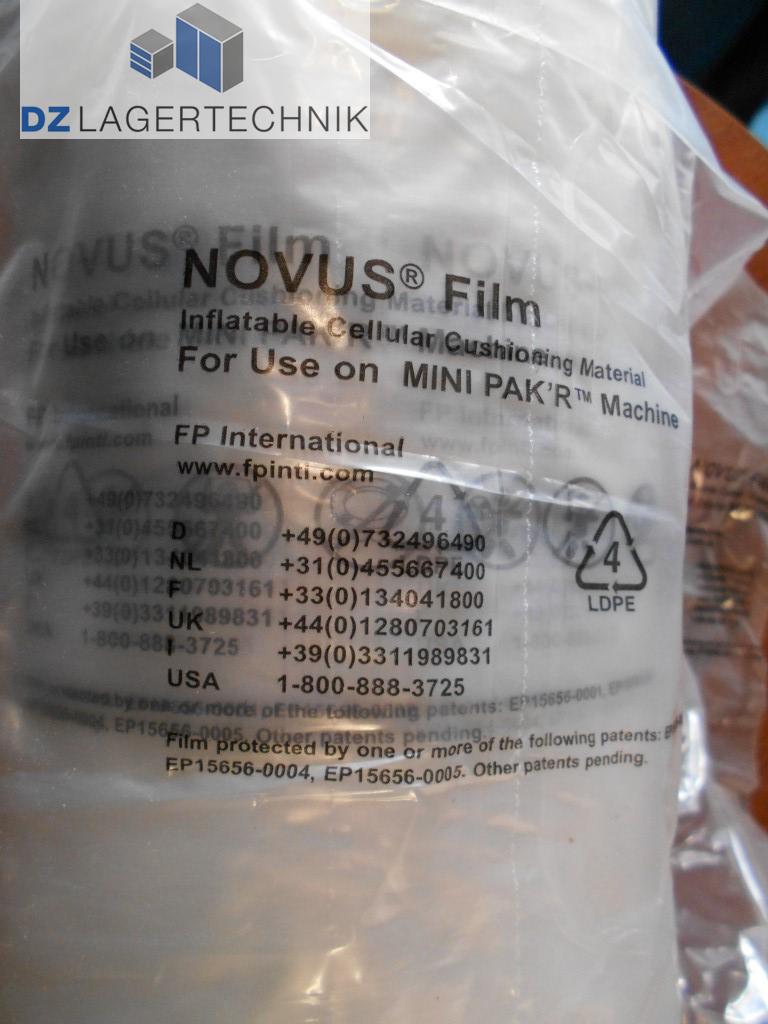 DZ LAGERTECHNIK
NOVUS® Film
Inflatable Cellular Cushioning Material
For Use on MINI PAK'R™ Machine
FP International
www.fpintl.com
D +49(0)732496490
NL +31(0)455667400
F +33(0)134041800
UK +44(0)1280703161
I +39(0)3311989831
USA 1-800-888-3725
4
LDPE
Film protected by one or more of the following patents:
EP15656-0004, EP15656-0005. Other patents pending.